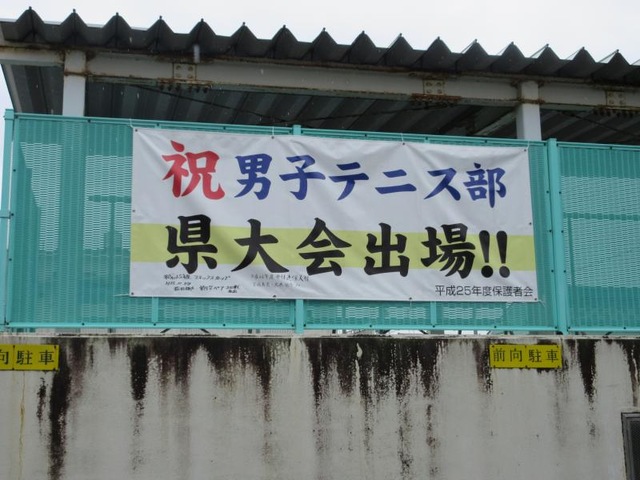 祝男子テニス部
県大会出場!!
平成25年度保護者会
向駐車
前向駐車